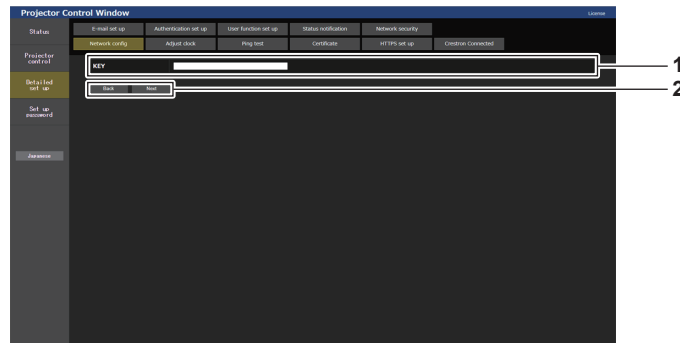 Projector Control Window
License
Status
E-mail set up
Authentication set up
User function set up
Status notification
Network security
Network config
Adjust clock
Ping test
Certificate
HTTPS set up
Crestron Connected
Projector
control
KEY
1
Detailed
set up
Back
Next
2
Set up
password
Japanese